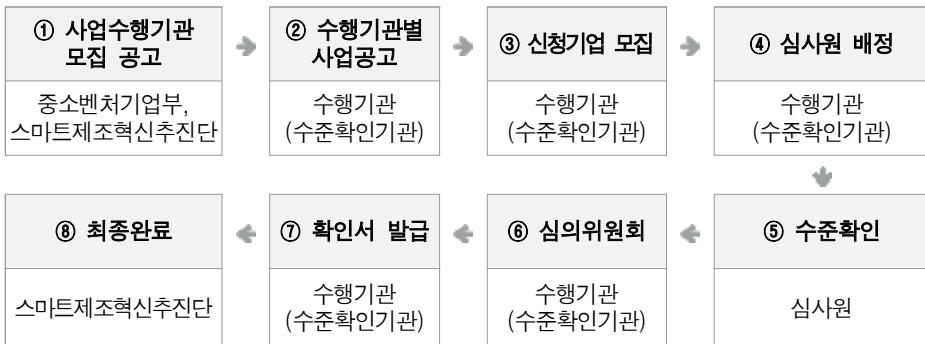 ① 사업수행기관
모집 공고
중소벤처기업부,
스마트제조혁신추진단
② 수행기관별
사업공고
수행기관
(수준확인기관)
③ 신청기업 모집
수행기관
(수준확인기관)
④ 심사원 배정
수행기관
(수준확인기관)
⑤ 수준확인
심사원
⑥ 심의위원회
수행기관
(수준확인기관)
⑦ 확인서 발급
수행기관
(수준확인기관)
⑧ 최종완료
스마트제조혁신추진단